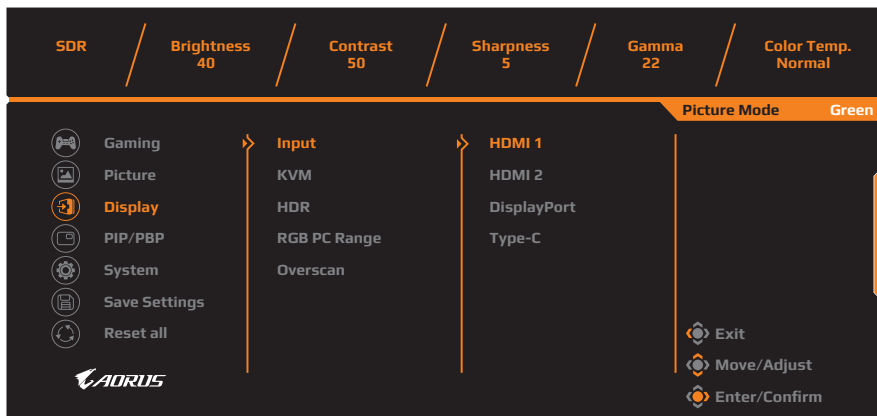 SDR
Brightness
40
Contrast
50
Sharpness
5
Gamma
22
Color Temp.
Normal
Picture Mode Green
Gaming
Picture
Display
PIP/PBP
System
Save Settings
Reset all
Input
KVM
HDR
RGB PC Range
Overscan
HDMI 1
HDMI 2
DisplayPort
Type-C
Exit
Move/Adjust
Enter/Confirm
AORUS